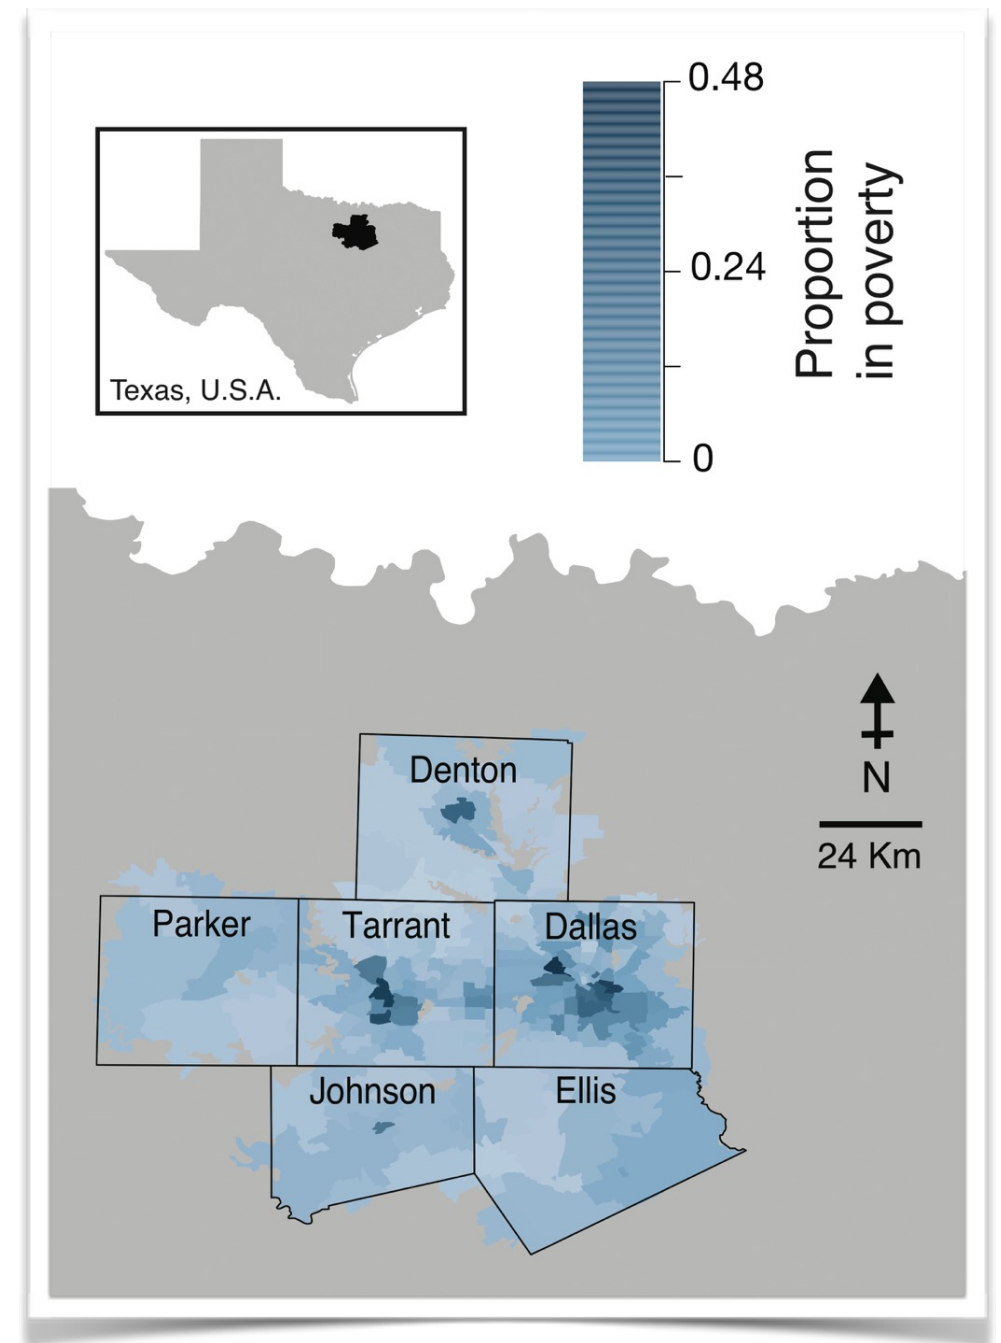 0.48
0.24
0
Proportion
in poverty
Texas, U.S.A.
N
24 Km
Denton
Parker
Tarrant
Dallas
Johnson
Ellis